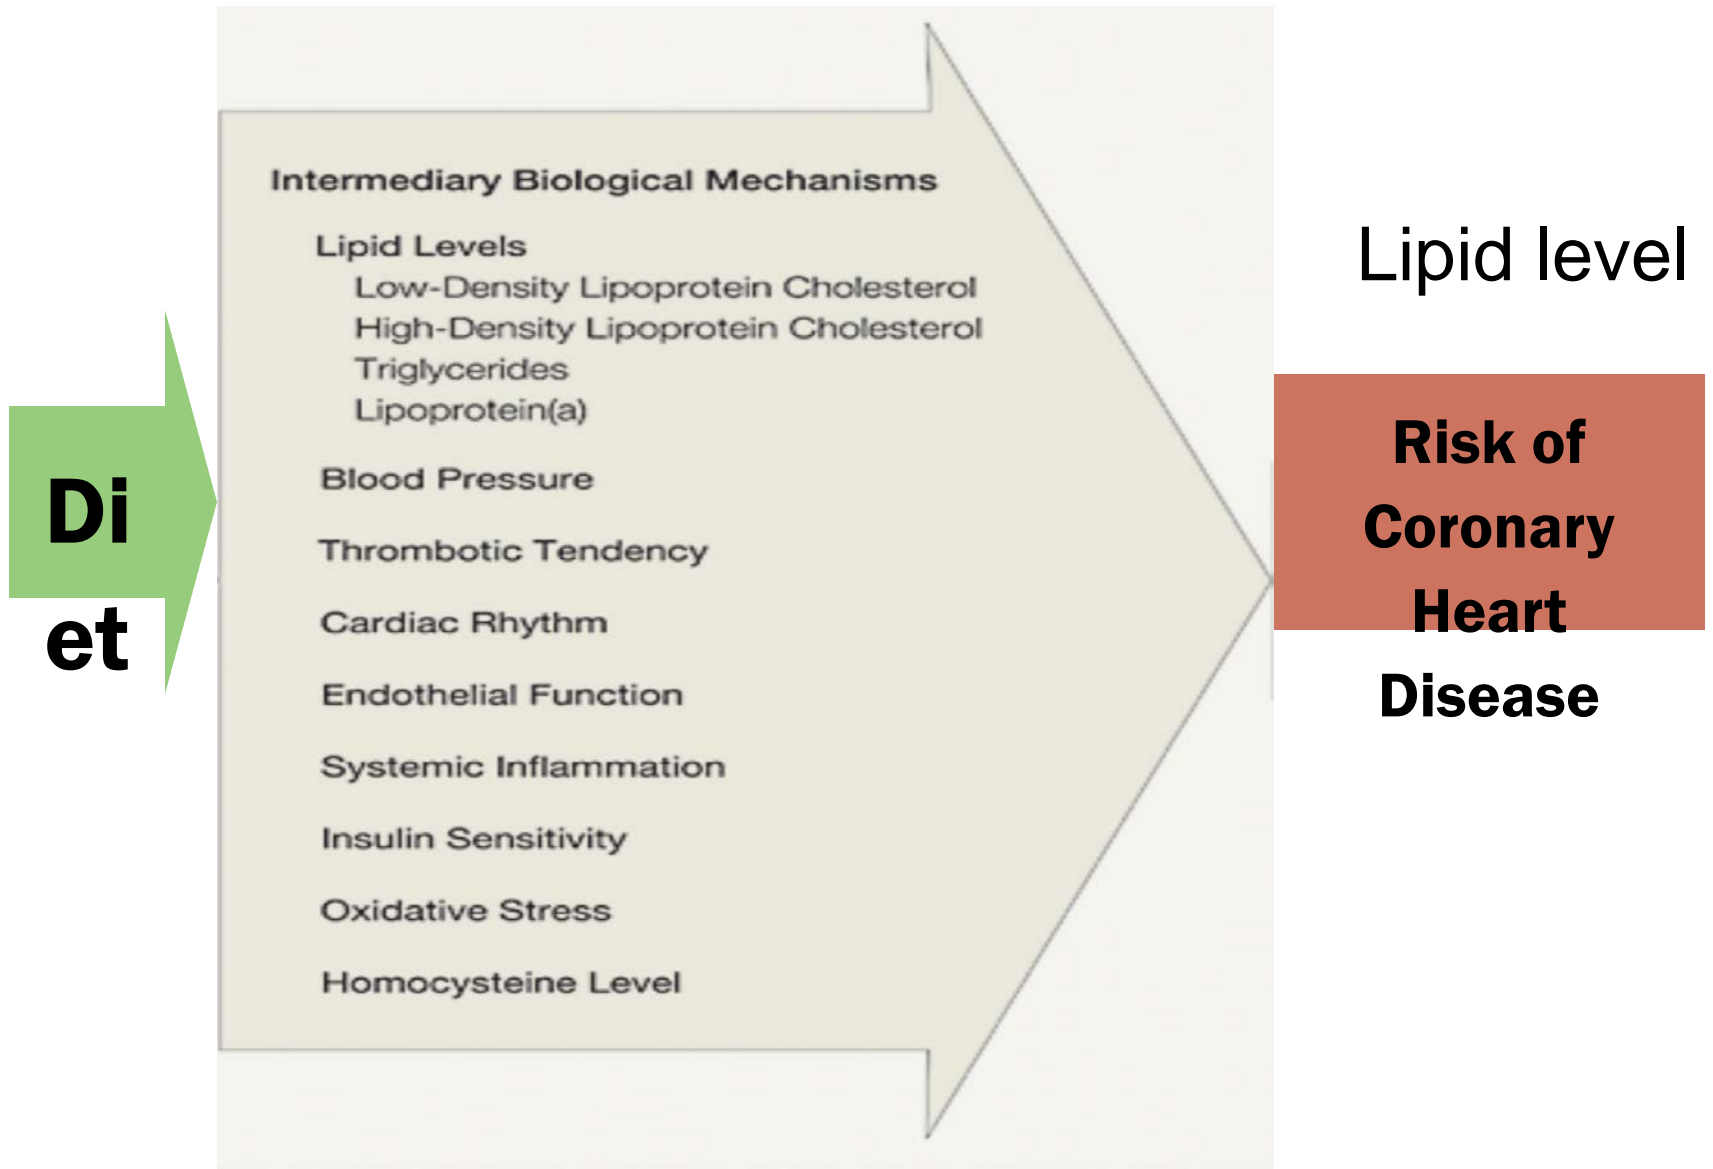 Di
et
Intermediary Biological Mechanisms
Lipid Levels
Low-Density Lipoprotein Cholesterol
High-Density Lipoprotein Cholesterol
Triglycerides
Lipoprotein(a)
Blood Pressure
Thrombotic Tendency
Cardiac Rhythm
Endothelial Function
Systemic Inflammation
Insulin Sensitivity
Oxidative Stress
Homocysteine Level
Lipid level
Risk of
Coronary
Heart
Disease